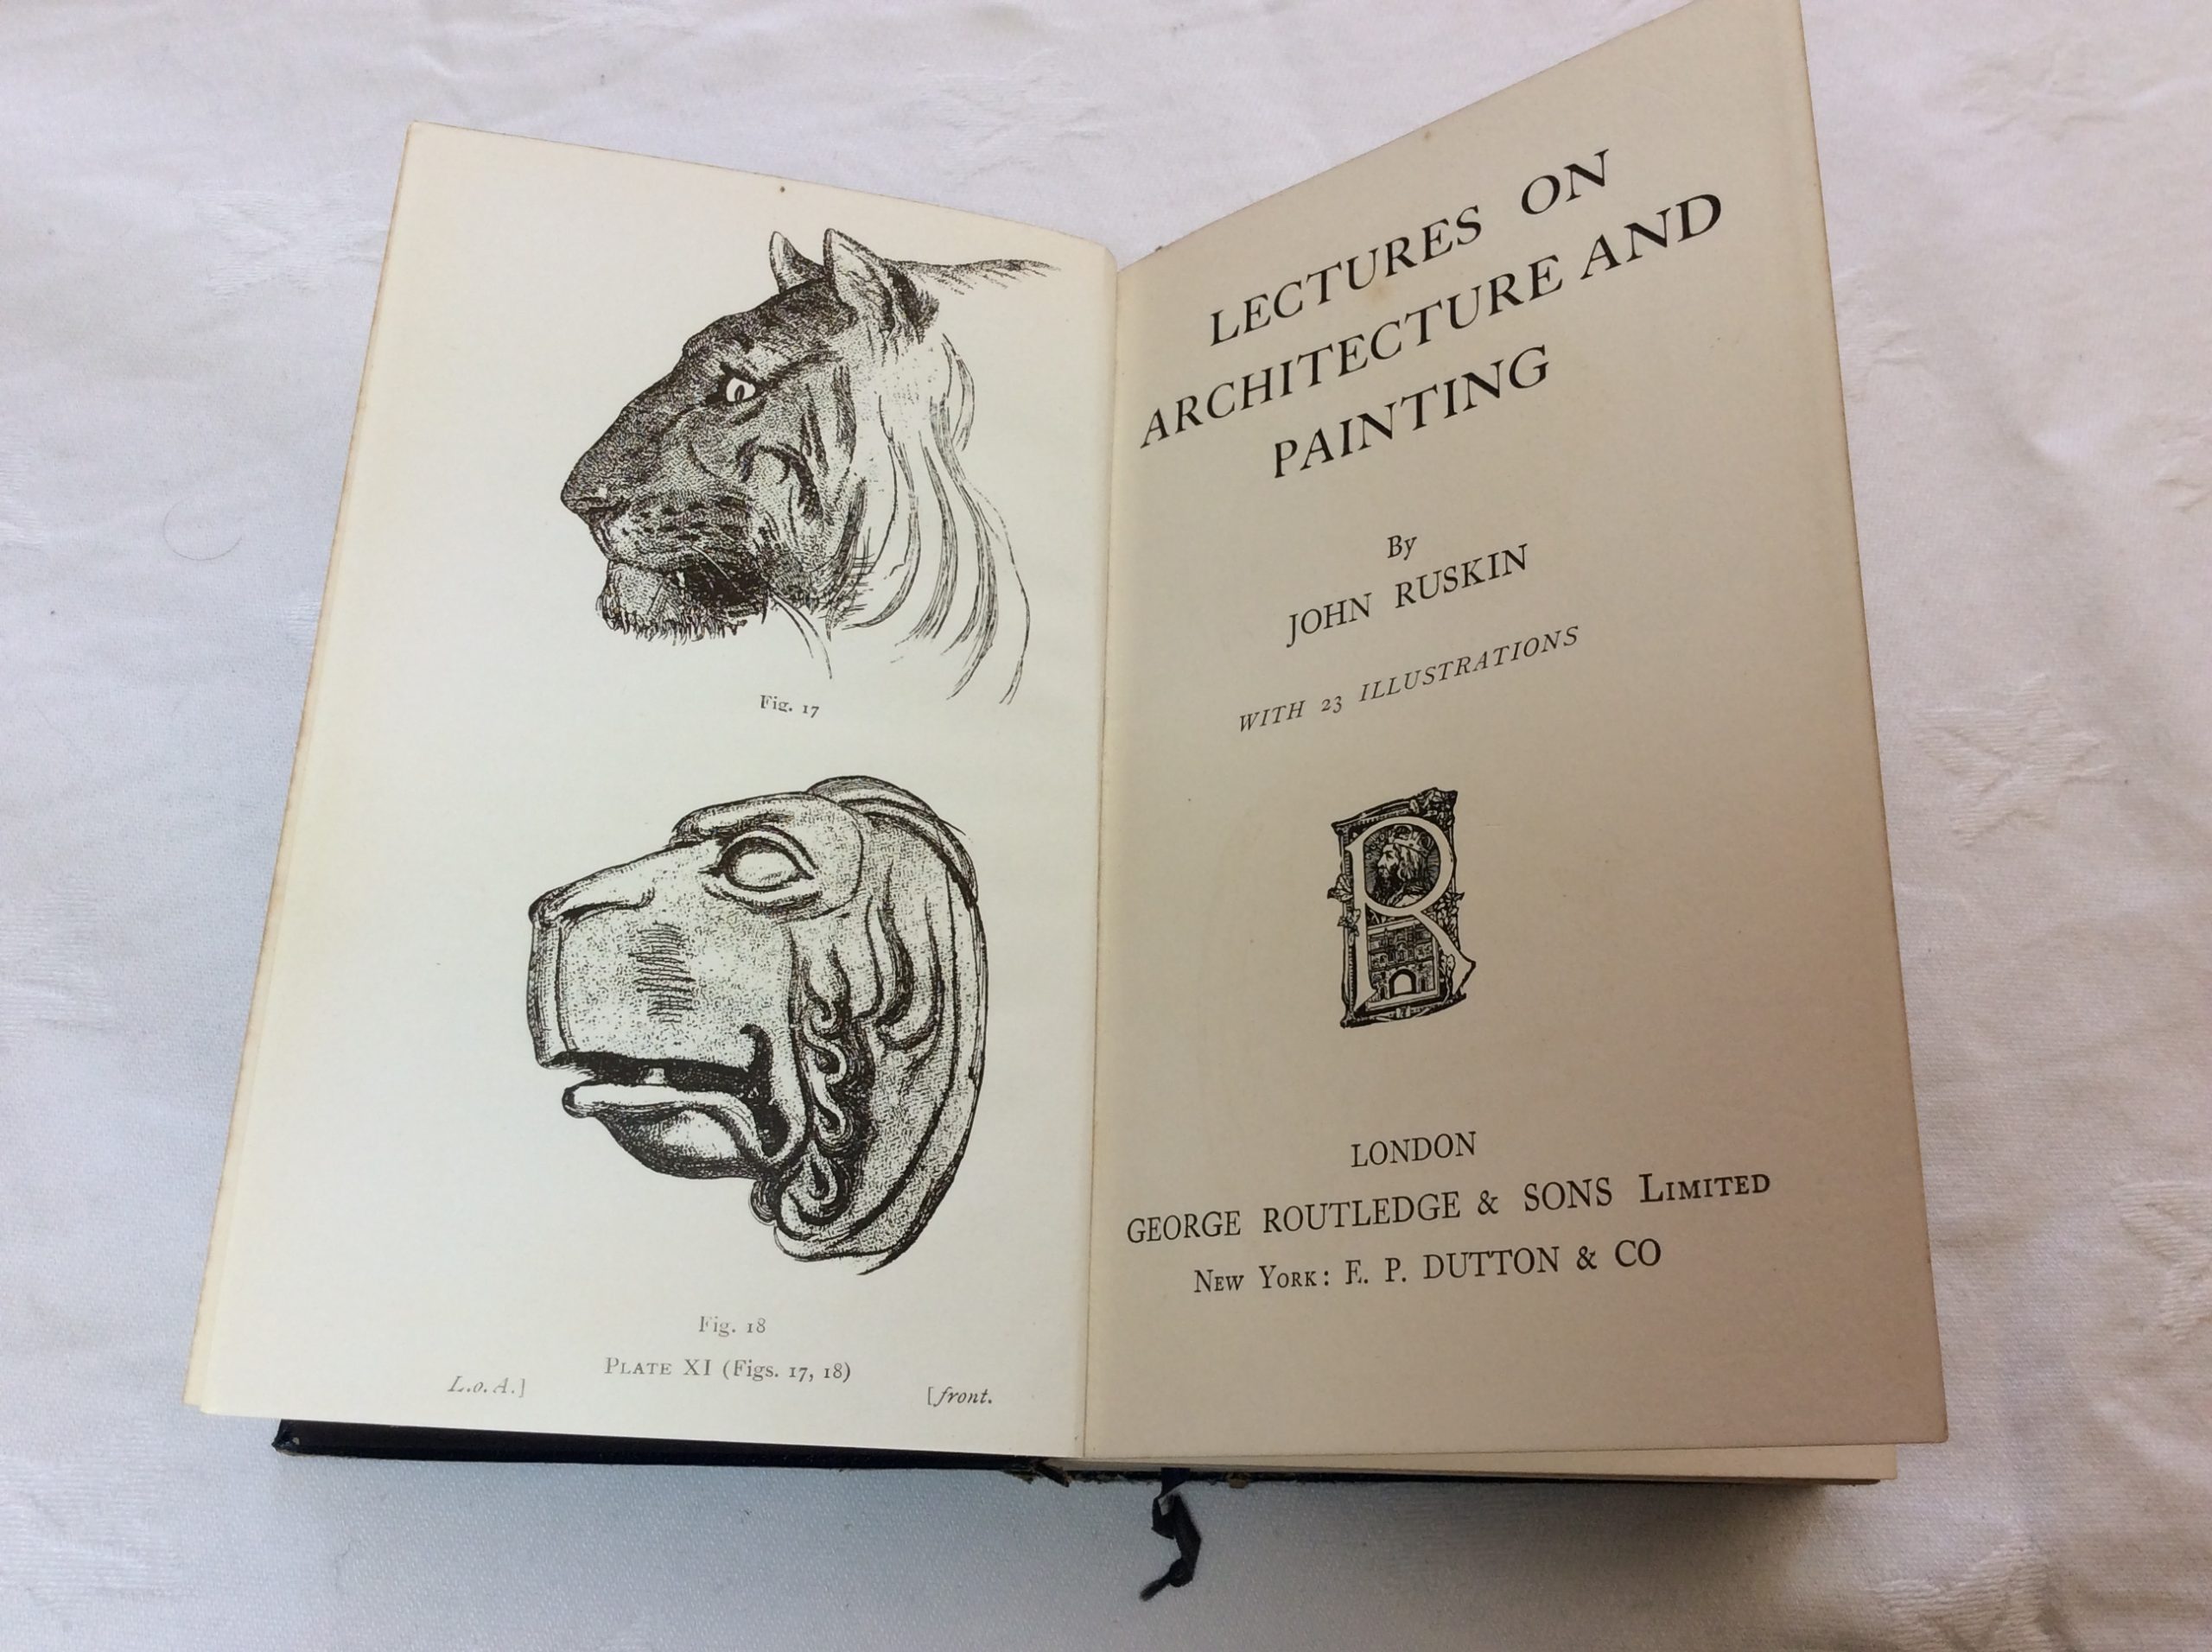 Fig. 17
Fig. 18
PLATE XI (Figs. 17, 18)
L.o.A.]
[front.
LECTURES ON
ARCHITECTURE AND
PAINTING
By
JOHN RUSKIN
WITH 23 ILLUSTRATIONS
R
LONDON
GEORGE ROUTLEDGE & SONS LIMITED
NEW YORK: E. P. DUTTON & CO